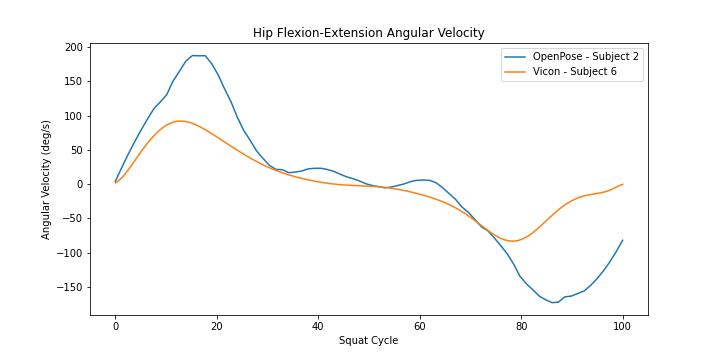 Hip Flexion-Extension Angular Velocity
OpenPose - Subject 2
Vicon - Subject 6
Angular Velocity (deg/s)
200
150
100
50
0
−50
−100
−150
0 20 40 60 80 100
Squat Cycle